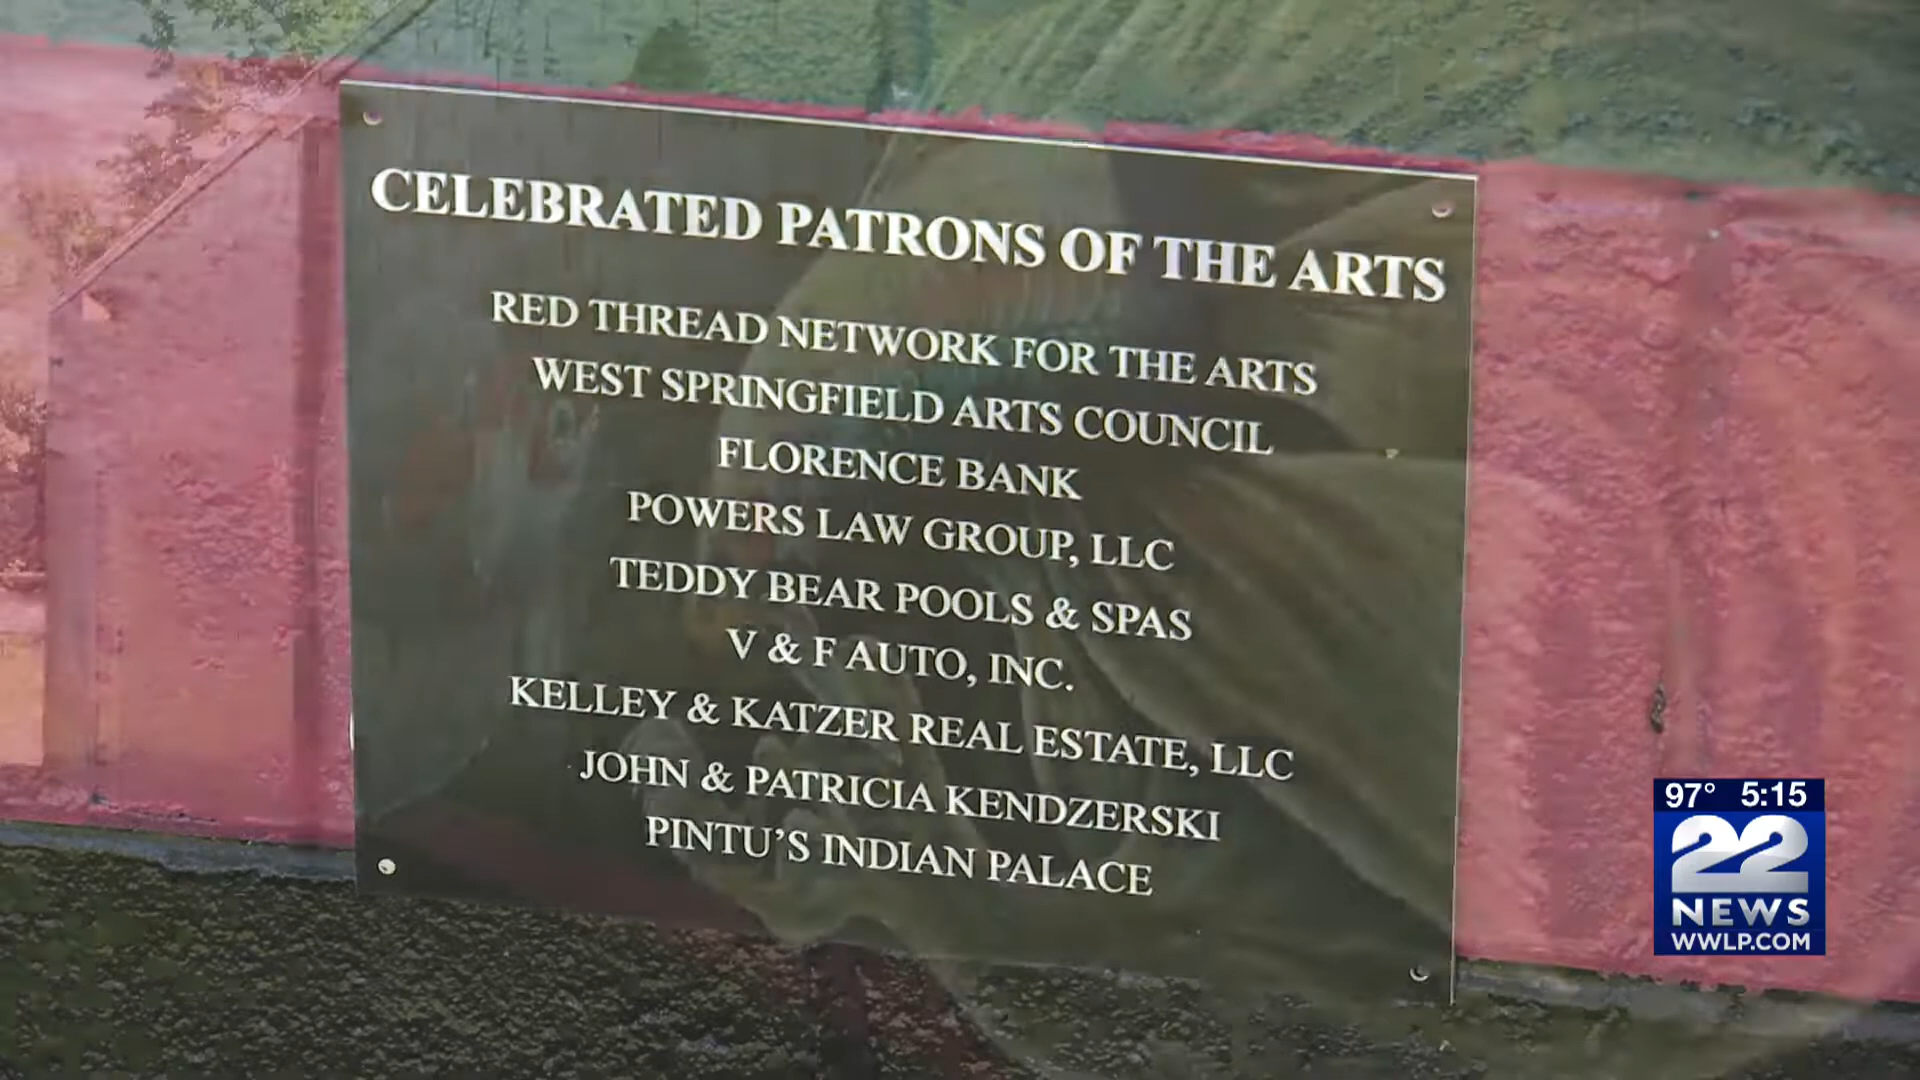 CELEBRATED PATRONS OF THE ARTS
RED THREAD NETWORK FOR THE ARTS
WEST SPRINGFIELD ARTS COUNCIL
FLORENCE BANK
POWERS LAW GROUP, LLC
TEDDY BEAR POOLS & SPAS
V & F AUTO, INC.
KELLEY & KATZER REAL ESTATE, LLC
JOHN & PATRICIA KENDZERSKI
PINTU'S INDIAN PALACE
97° 5:15
22
NEWS
WWLP.COM